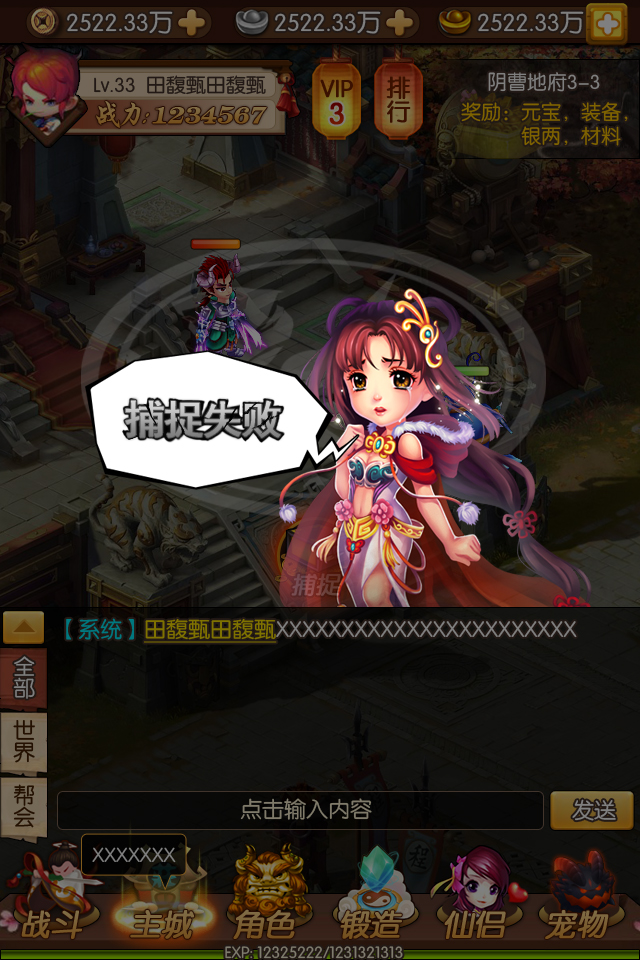 2522.33万
2522.33万
2522.33万
Lv.33 田馥甄田馥甄
战力:1234567
VIP
3
排行
阴曹地府3-3
奖励：元宝，装备，
银两，材料
捕捉失败
捕捉
【系统】田馥甄田馥甄XXXXXXXXXXXXXXXXXXXXXXX
全部
世界
帮会
点击输入内容
发送
XXXXXXX
战斗
主城
角色
锻造
仙侣
宠物
EXP: 12325222/1231321313